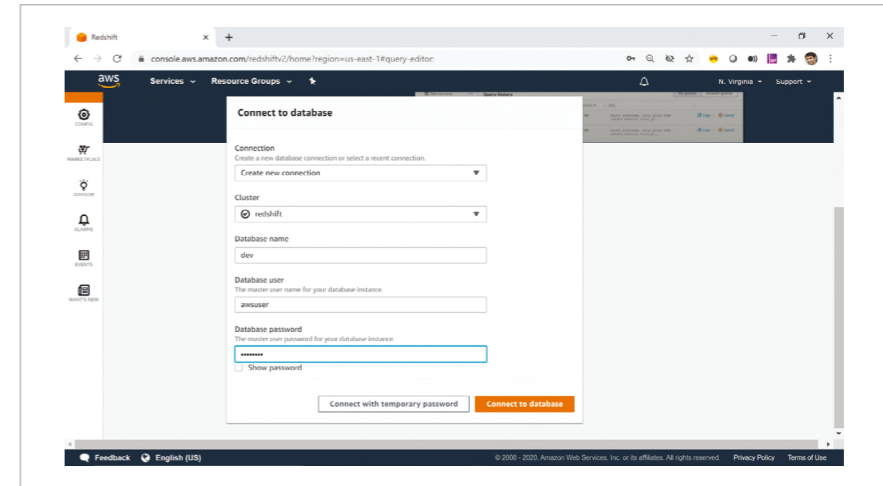 Redshift
console.aws.amazon.com/redshiftv2/home?region=us-east-1#query-editor:
aws Services Resource Groups N. Virginia Support
CONFIG
MARKETPLACE
ADVISOR
ALARMS
EVENTS
WHAT'S NEW
Query history
Connect to database
Connection
Create a new database connection or select a recent connection.
Create new connection
Cluster
redshift
Database name
dev
Database user
The master user name for your database instance.
awsuser
Database password
The master user password for your database instance.
••••••••
Show password
Connect with temporary password Connect to database
Feedback English (US) © 2008 - 2020, Amazon Web Services, Inc. or its affiliates. All rights reserved. Privacy Policy Terms of Use